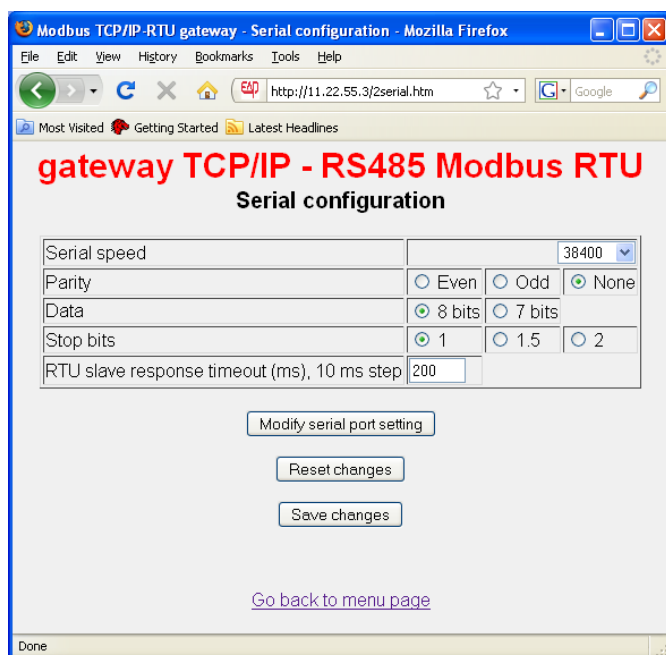 Modbus TCP/IP-RTU gateway - Serial configuration - Mozilla Firefox
File Edit View History Bookmarks Tools Help
EAP http://11.22.55.3/2serial.htm G Google
Most Visited Getting Started Latest Headlines
gateway TCP/IP - RS485 Modbus RTU
Serial configuration
Serial speed 38400
Parity Even Odd None
Data 8 bits 7 bits
Stop bits 1 1.5 2
RTU slave response timeout (ms), 10 ms step 200
Modify serial port setting
Reset changes
Save changes
Go back to menu page
Done